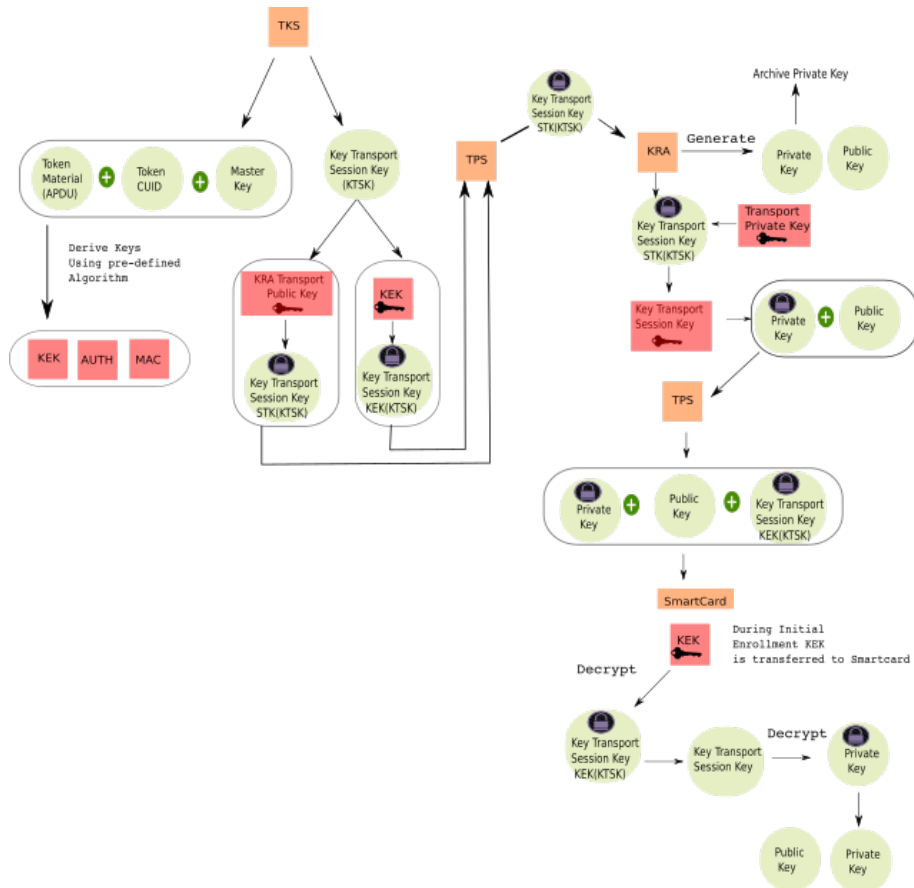 TKS
Token
Material
(APDU)
Token
CUID
Master
Key
Key Transport
Session Key
(KTSK)
Derive Keys
Using pre-defined
Algorithm
KEK
AUTH
MAC
KRA Transport
Public Key
Key Transport
Session Key
STK(KTSK)
KEK
Key Transport
Session Key
KEK(KTSK)
TPS
Key Transport
Session Key
STK(KTSK)
KRA
Generate
Archive Private Key
Private
Key
Public
Key
Key Transport
Session Key
STK(KTSK)
Transport
Private Key
Key Transport
Session Key
Private
Key
Public
Key
TPS
Private
Key
Public
Key
Key Transport
Session Key
KEK(KTSK)
SmartCard
KEK
During Initial
Enrollment KEK
is transferred to Smartcard
Decrypt
Key Transport
Session Key
KEK(KTSK)
Key Transport
Session Key
Decrypt
Private
Key
Public
Key
Private
Key